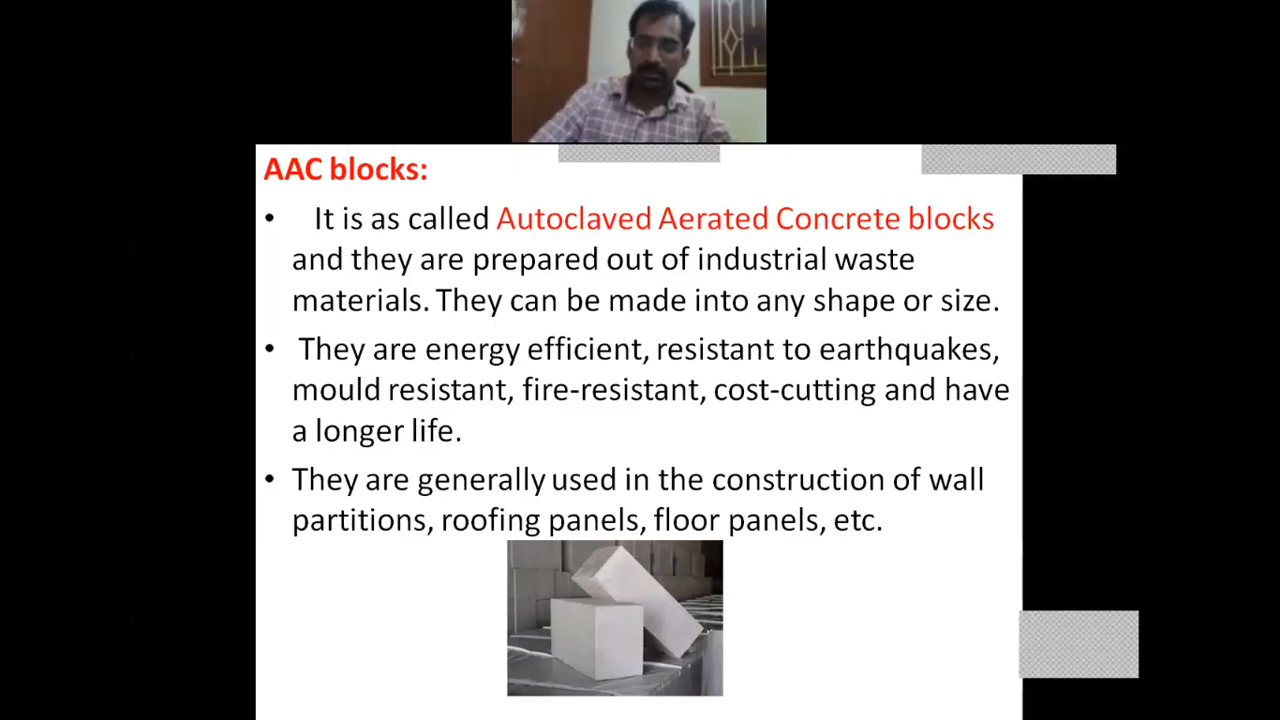 AAC blocks:
• It is as called Autoclaved Aerated Concrete blocks
and they are prepared out of industrial waste
materials. They can be made into any shape or size.
• They are energy efficient, resistant to earthquakes,
mould resistant, fire-resistant, cost-cutting and have
a longer life.
• They are generally used in the construction of wall
partitions, roofing panels, floor panels, etc.